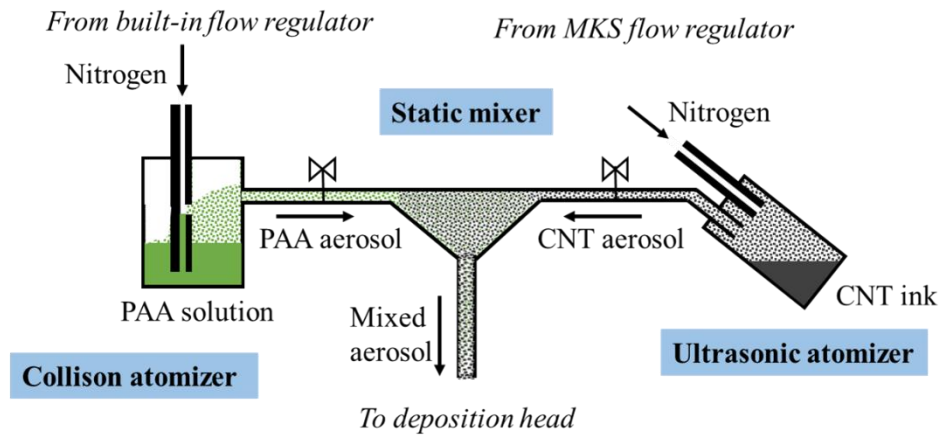 From built-in flow regulator
From MKS flow regulator
Nitrogen
Nitrogen
Static mixer
PAA aerosol
CNT aerosol
PAA solution
CNT ink
Mixed
aerosol
Collison atomizer
Ultrasonic atomizer
To deposition head